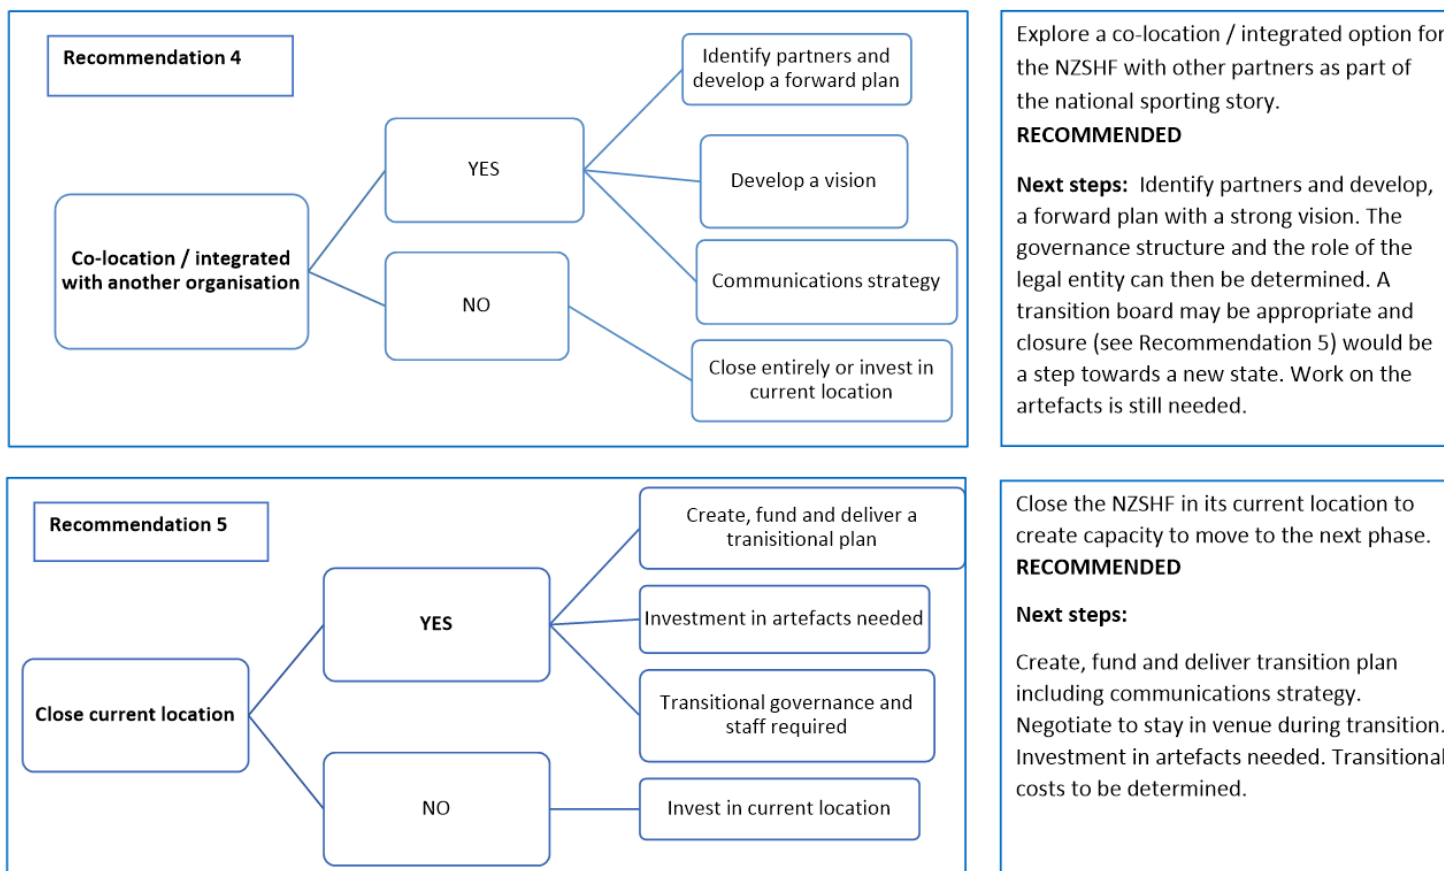 Recommendation 4
Co-location / integrated
with another organisation
YES
NO
Identify partners and
develop a forward plan
Develop a vision
Communications strategy
Close entirely or invest in
current location
Explore a co-location / integrated option for
the NZSHF with other partners as part of
the national sporting story.
RECOMMENDED
Next steps: Identify partners and develop,
a forward plan with a strong vision. The
governance structure and the role of the
legal entity can then be determined. A
transition board may be appropriate and
closure (see Recommendation 5) would be
a step towards a new state. Work on the
artefacts is still needed.
Recommendation 5
Close current location
YES
NO
Create, fund and deliver a
tranisitional plan
Investment in artefacts needed
Transitional governance and
staff required
Invest in current location
Close the NZSHF in its current location to
create capacity to move to the next phase.
RECOMMENDED
Next steps:
Create, fund and deliver transition plan
including communications strategy.
Negotiate to stay in venue during transition.
Investment in artefacts needed. Transitional
costs to be determined.